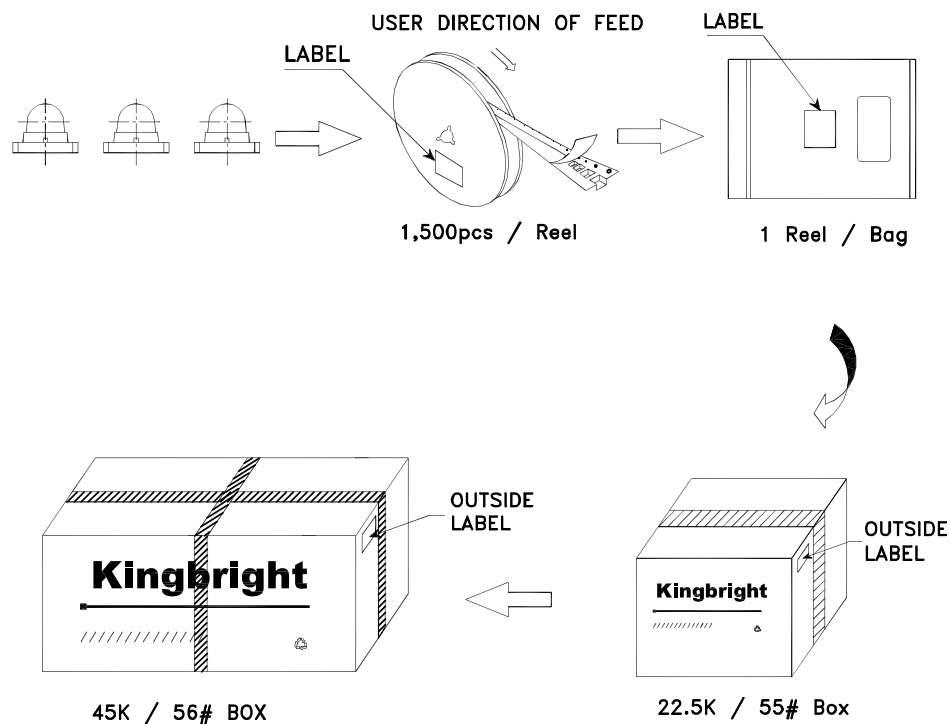 USER DIRECTION OF FEED
LABEL
LABEL
1,500pcs / Reel
1 Reel / Bag
OUTSIDE
LABEL
OUTSIDE
LABEL
Kingbright
Kingbright
45K / 56# BOX
22.5K / 55# Box